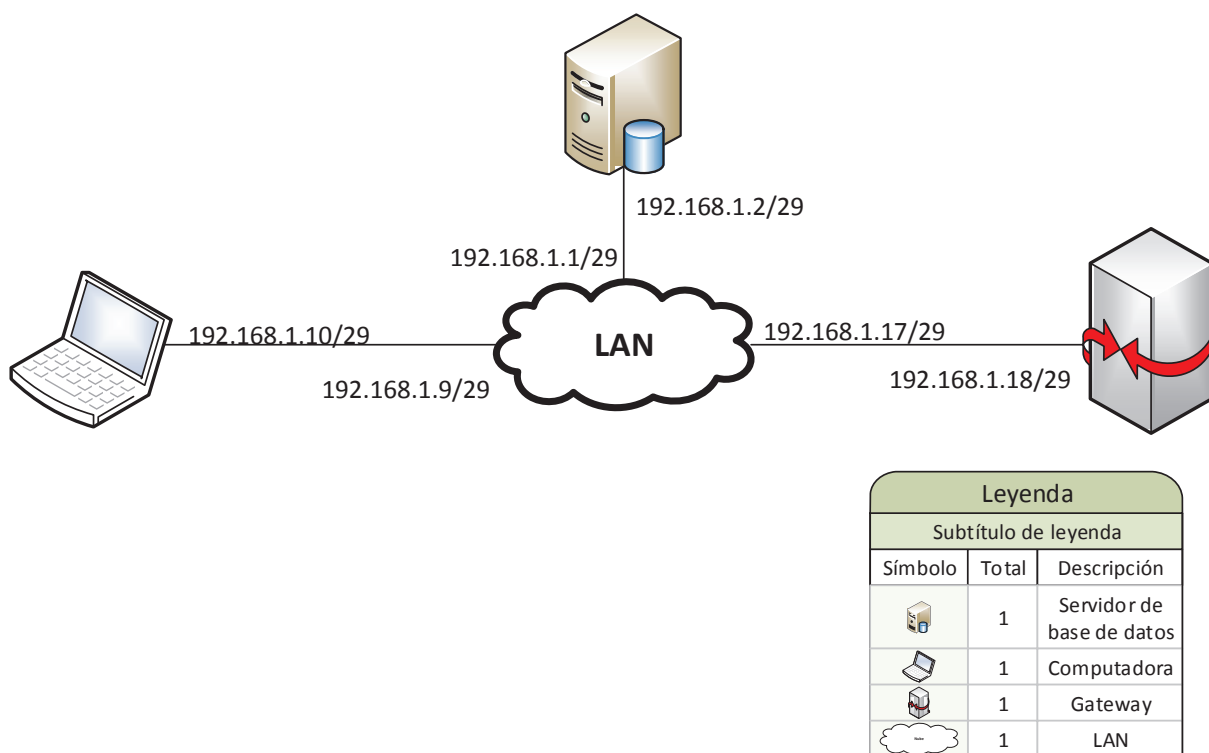 192.168.1.2/29
192.168.1.1/29
192.168.1.10/29
LAN
192.168.1.17/29
192.168.1.9/29
192.168.1.18/29
Leyenda
Subtítulo de leyenda
Símbolo Total Descripción
1 Servidor de
base de datos
1 Computadora
1 Gateway
1 LAN